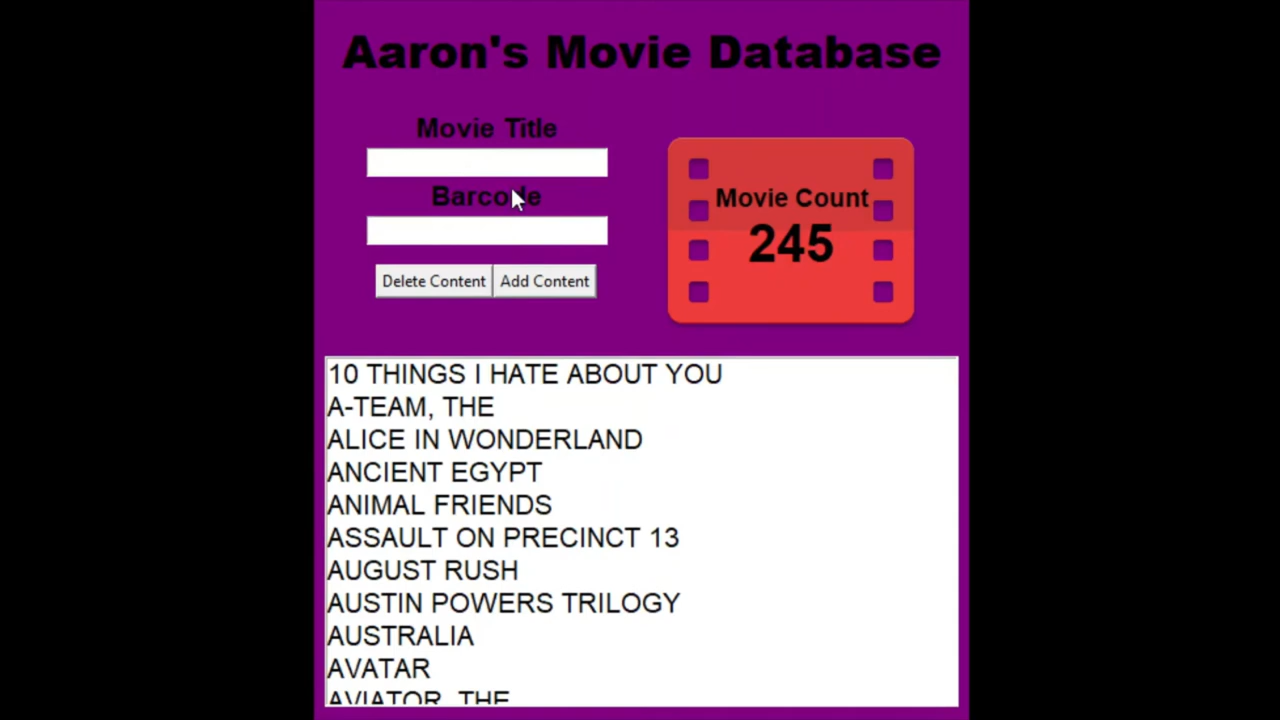 Aaron's Movie Database
Movie Title
Barcode
Delete Content
Add Content
Movie Count
245
10 THINGS I HATE ABOUT YOU
A-TEAM, THE
ALICE IN WONDERLAND
ANCIENT EGYPT
ANIMAL FRIENDS
ASSAULT ON PRECINCT 13
AUGUST RUSH
AUSTIN POWERS TRILOGY
AUSTRALIA
AVATAR
AVIATOR, THE